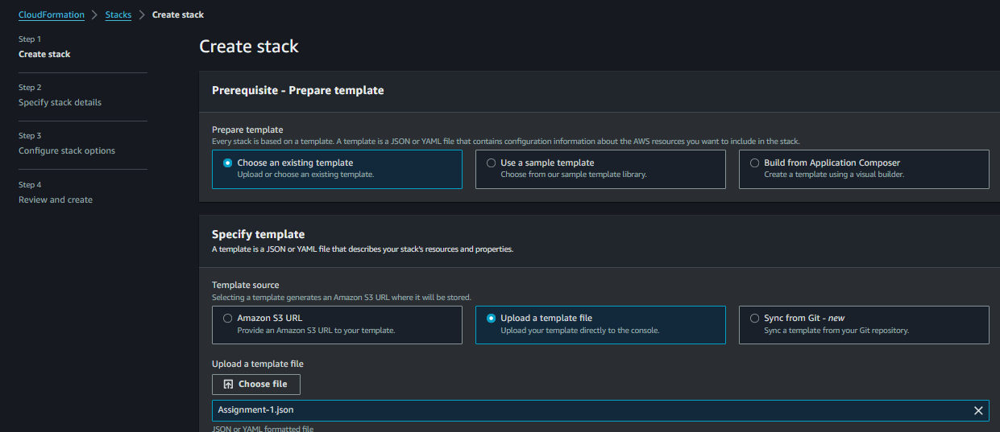 CloudFormation > Stacks > Create stack
Step 1
Create stack
Step 2
Specify stack details
Step 3
Configure stack options
Step 4
Review and create
Create stack
Prerequisite - Prepare template
Prepare template
Every stack is based on a template. A template is a JSON or YAML file that contains configuration information about the AWS resources you want to include in the stack.
Choose an existing template
Upload or choose an existing template.
Use a sample template
Choose from our sample template library.
Build from Application Composer
Create a template using a visual builder.
Specify template
A template is a JSON or YAML file that describes your stack's resources and properties.
Template source
Selecting a template generates an Amazon S3 URL where it will be stored.
Amazon S3 URL
Provide an Amazon S3 URL to your template.
Upload a template file
Upload your template directly to the console.
Sync from Git - new
Sync a template from your Git repository.
Upload a template file
Choose file
Assignment-1.json
JSON or YAML formatted file